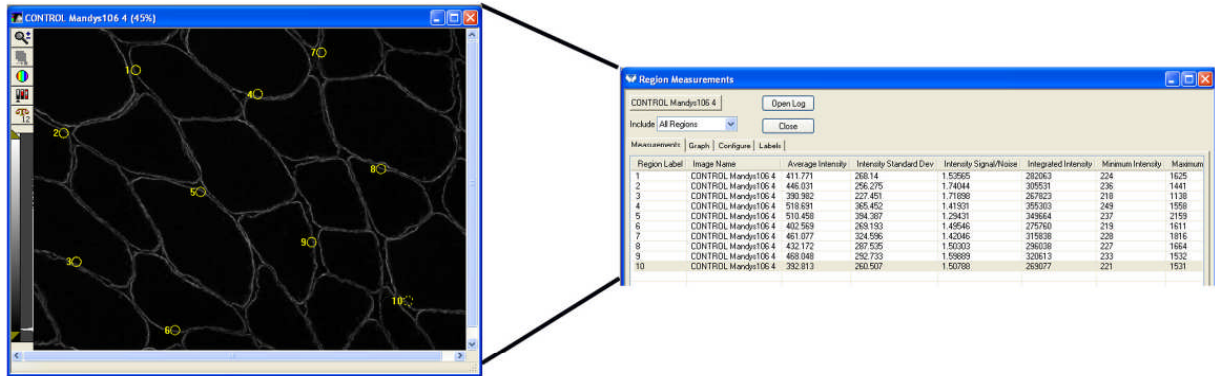 CONTROL Mandys106 4 (45%)
12
1
2
3
4
5
6
7
8
9
10
Region Measurements
CONTROL Mandys106 4 Open Log
Include All Regions Close
Measurements Graph Configure Labels
Region Label Image Name Average Intensity Intensity Standard Dev Intensity Signal/Noise Integrated Intensity Minimum Intensity Maximum
1 CONTROL Mandys106 4 411.771 268.14 1.53565 282063 224 1625
2 CONTROL Mandys106 4 446.031 256.275 1.74044 305531 236 1441
3 CONTROL Mandys106 4 390.982 227.451 1.71898 267823 218 1138
4 CONTROL Mandys106 4 518.691 365.452 1.41931 355303 249 1558
5 CONTROL Mandys106 4 510.458 394.387 1.29431 349664 237 2159
6 CONTROL Mandys106 4 402.569 269.193 1.49546 275760 219 1611
7 CONTROL Mandys106 4 461.077 324.596 1.42046 315838 228 1816
8 CONTROL Mandys106 4 432.172 287.535 1.50303 296038 227 1664
9 CONTROL Mandys106 4 468.048 292.733 1.59889 320613 233 1532
10 CONTROL Mandys106 4 392.813 260.507 1.50788 269077 221 1531